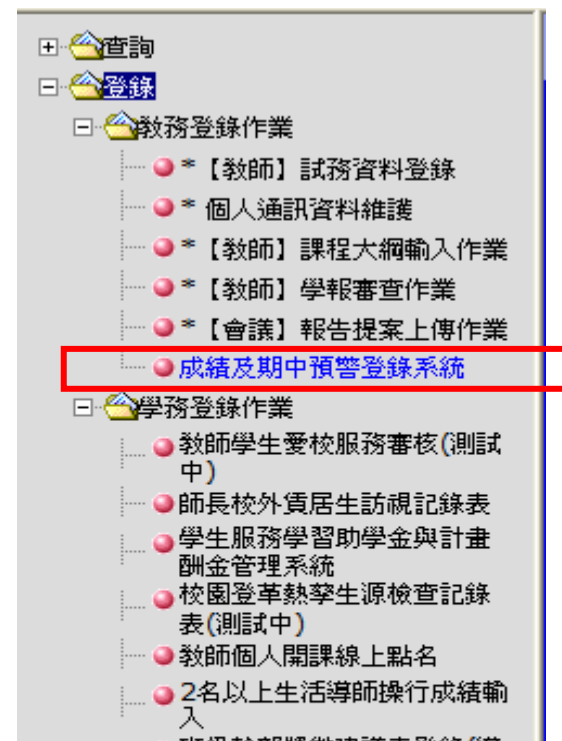 查詢
登錄
教務登錄作業
*【教師】試務資料登錄
* 個人通訊資料維護
*【教師】課程大綱輸入作業
*【教師】學報審查作業
*【會議】報告提案上傳作業
成績及期中預警登錄系統
學務登錄作業
教師學生愛校服務審核(測試
中)
師長校外賃居生訪視記錄表
學生服務學習助學金與計畫
酬金管理系統
校園登革熱孳生源檢查記錄
表(測試中)
教師個人開課線上點名
2名以上生活導師操行成績輸
入